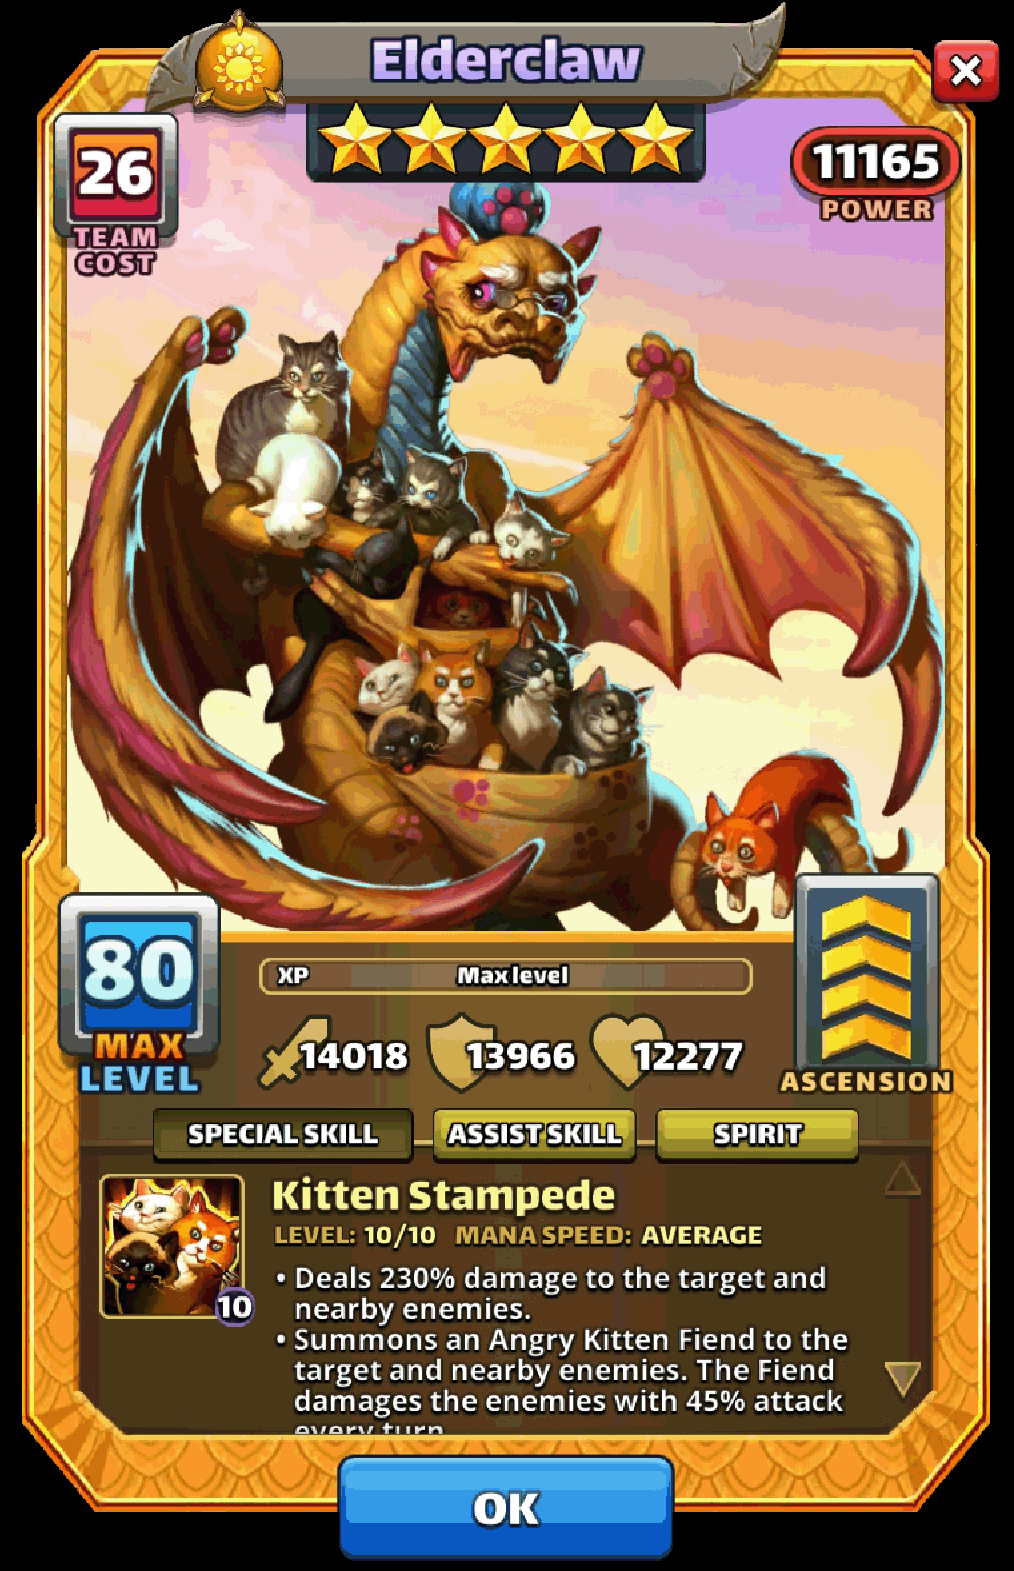 Elderclaw
26
TEAM
COST
11165
POWER
80
MAX
LEVEL
XP Max level
14018 13966 12277
ASCENSION
SPECIAL SKILL ASSIST SKILL SPIRIT
Kitten Stampede
LEVEL: 10/10 MANA SPEED: AVERAGE
10
• Deals 230% damage to the target and
nearby enemies.
• Summons an Angry Kitten Fiend to the
target and nearby enemies. The Fiend
damages the enemies with 45% attack
every turn
OK